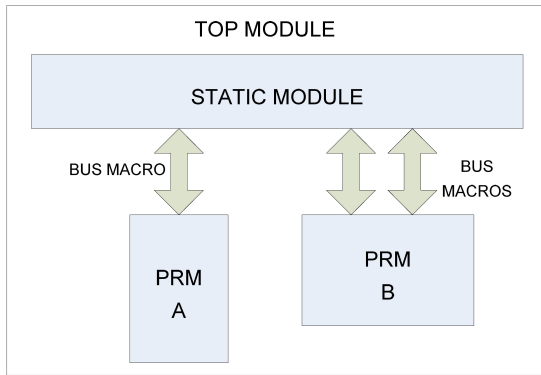 TOP MODULE
STATIC MODULE
BUS MACRO
BUS
MACROS
PRM
A
PRM
B